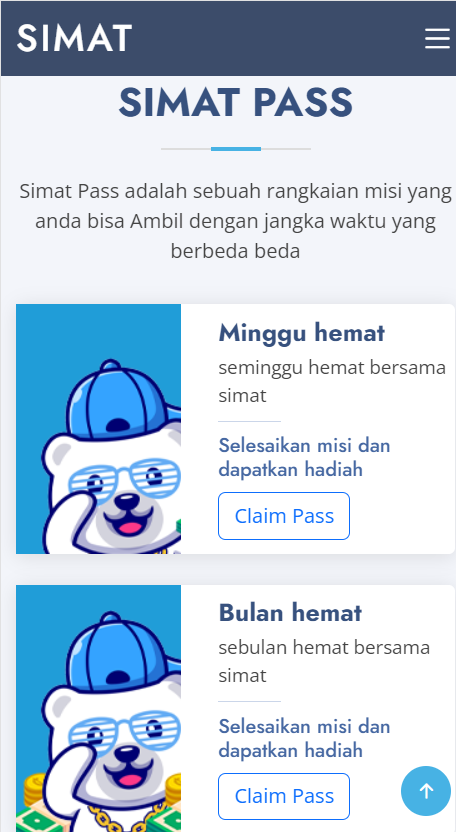 SIMAT
SIMAT PASS
Simat Pass adalah sebuah rangkaian misi yang
anda bisa Ambil dengan jangka waktu yang
berbeda beda
Minggu hemat
seminggu hemat bersama
simat
Selesaikan misi dan
dapatkan hadiah
Claim Pass
Bulan hemat
sebulan hemat bersama
simat
Selesaikan misi dan
dapatkan hadiah
Claim Pass